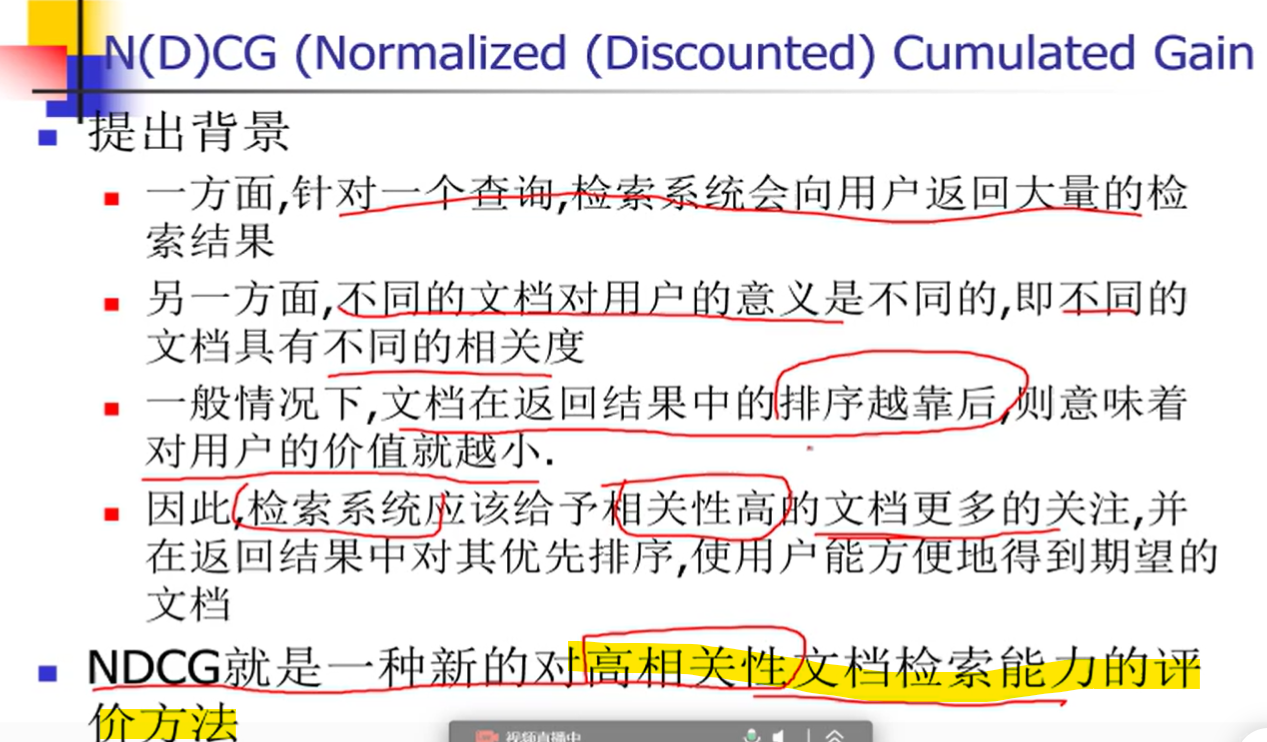 N(D)CG (Normalized (Discounted) Cumulated Gain
提出背景
一方面,针对一个查询,检索系统会向用户返回大量的检
索结果
另一方面,不同的文档对用户的意义是不同的,即不同的
文档具有不同的相关度
一般情况下,文档在返回结果中的排序越靠后,则意味着
对用户的价值就越小.
因此,检索系统应该给予相关性高的文档更多的关注,并
在返回结果中对其优先排序,使用户能方便地得到期望的
文档
NDCG就是一种新的对高相关性文档检索能力的评
价方法
视频直播中